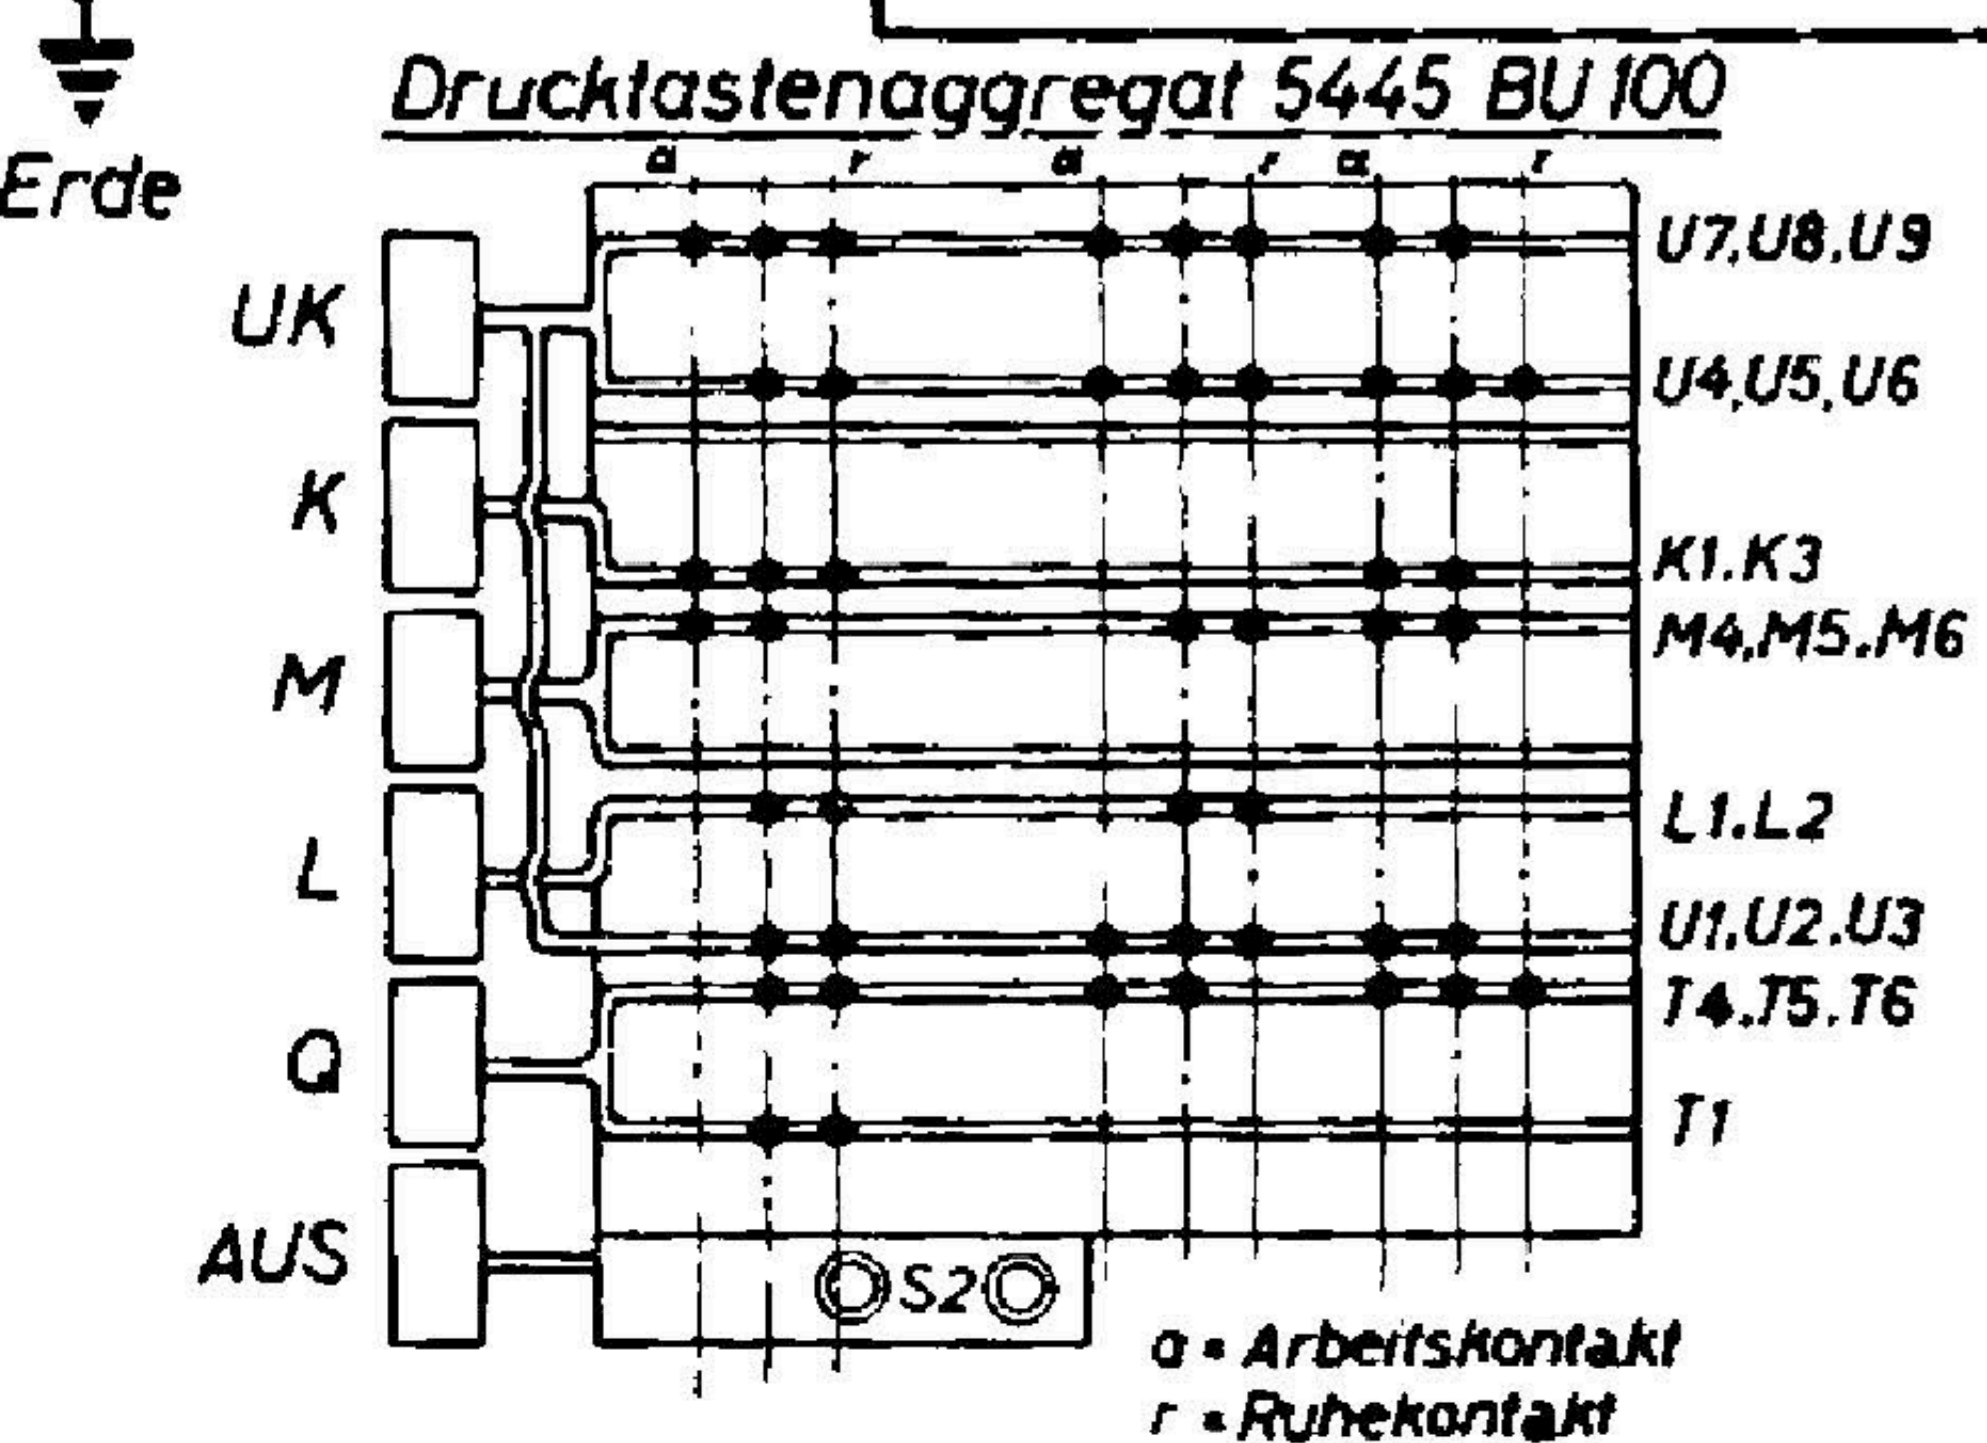 Drucktastenaggregat 5445 BU 100
Erde
a r a r a r
UK
U7.U8.U9
U4,U5,U6
K
K1.K3
M4.M5.M6
M
L1.L2
L
U1.U2.U3
T4.T5.T6
Q
T1
AUS
S2
a = Arbeitskontakt
r = Ruhekontakt